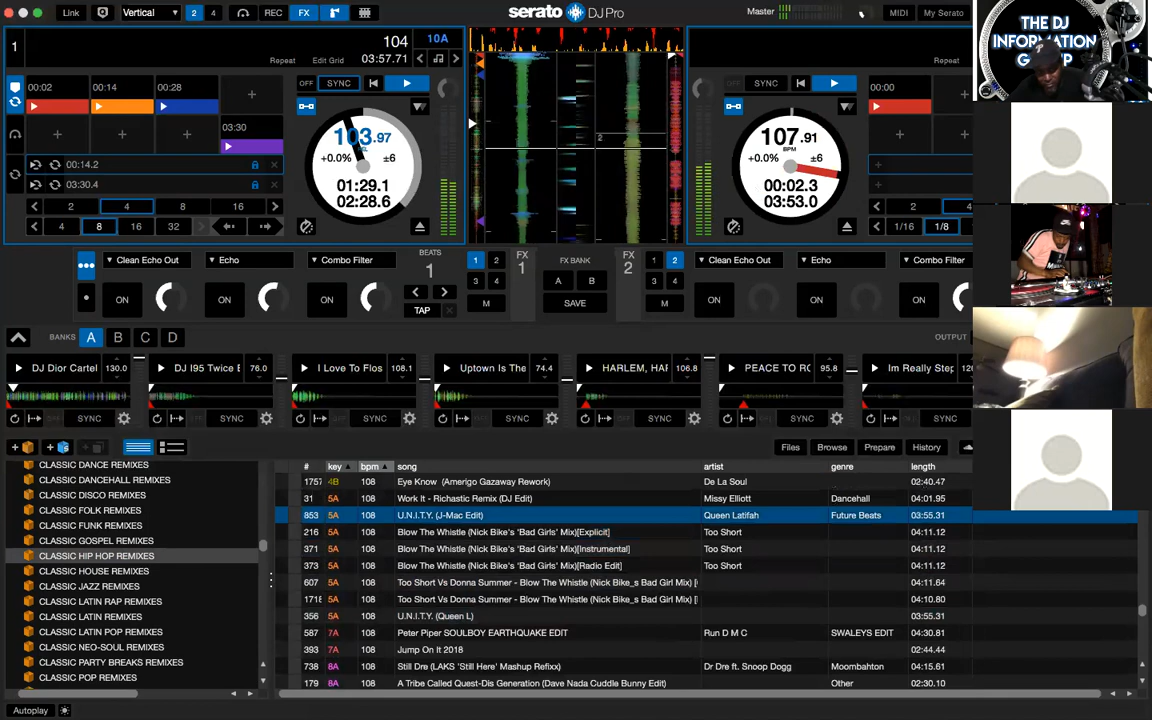 Link Vertical 2 4 REC FX serato DJ Pro Master MIDI My Serato
THE DJ
INFORMATION
1 104 10A
Repeat Edit Grid 03:57.71 Repeat
OFF SYNC OFF SYNC
00:02 00:14 00:28 00:00
03:30
103.97 107.91
BPM
+0.0% ±6 +0.0% ±6
00:14.2 01:29.1 00:02.3
03:30.4 02:28.6 03:53.0
2 4 8 16 2 4
4 8 16 32 1/16 1/8
Clean Echo Out Echo Combo Filter BEATS 1 2 FX FX BANK FX 1 2 Clean Echo Out Echo Combo Filter
1 3 4 1 A B 2 3 4
ON ON ON TAP M SAVE M ON ON ON
BANKS A B C D OUTPUT
DJ Dior Cartel 130.0 DJ I95 Twice E 76.0 I Love To Flos 106.1 Uptown Is The 74.4 HARLEM, HAR 106.8 PEACE TO RO 95.8 Im Really Step
SYNC SYNC SYNC SYNC SYNC SYNC SYNC
Files Browse Prepare History
# key bpm song artist genre length
CLASSIC DANCE REMIXES
CLASSIC DANCEHALL REMIXES
CLASSIC DISCO REMIXES
CLASSIC FOLK REMIXES
CLASSIC FUNK REMIXES
CLASSIC GOSPEL REMIXES
CLASSIC HIP HOP REMIXES
CLASSIC HOUSE REMIXES
CLASSIC JAZZ REMIXES
CLASSIC LATIN RAP REMIXES
CLASSIC LATIN REMIXES
CLASSIC LATIN POP REMIXES
CLASSIC NEO-SOUL REMIXES
CLASSIC PARTY BREAKS REMIXES
CLASSIC POP REMIXES
1757 4B 108 Eye Know (Amerigo Gazaway Rework) De La Soul 02:40.47
31 5A 108 Work It - Richastic Remix (DJ Edit) Missy Elliott Dancehall 04:01.95
853 5A 108 U.N.I.T.Y. (J-Mac Edit) Queen Latifah Future Beats 03:55.31
216 5A 108 Blow The Whistle (Nick Bike's 'Bad Girls' Mix)[Explicit] Too Short 04:11.12
371 5A 108 Blow The Whistle (Nick Bike's 'Bad Girls' Mix)[Instrumental] Too Short 04:11.12
373 5A 108 Blow The Whistle (Nick Bike's 'Bad Girls' Mix)[Radio Edit] Too Short 04:11.12
607 5A 108 Too Short Vs Donna Summer - Blow The Whistle (Nick Bike_s Bad Girl Mix) [ 04:11.64
1718 5A 108 Too Short Vs Donna Summer - Blow The Whistle (Nick Bike_s Bad Girls Mix) [ 04:10.80
356 5A 108 U.N.I.T.Y. (Queen L) 03:55.31
587 7A 108 Peter Piper SOULBOY EARTHQUAKE EDIT Run D M C SWALEYS EDIT 04:30.81
393 7A 108 Jump On It 2018 02:44.44
738 8A 108 Still Dre (LAKS 'Still Here' Mashup Refixx) Dr Dre ft. Snoop Dogg Moombahton 04:15.61
179 8A 108 A Tribe Called Quest-Dis Generation (Dave Nada Cuddle Bunny Edit) Other 02:30.10
Autoplay